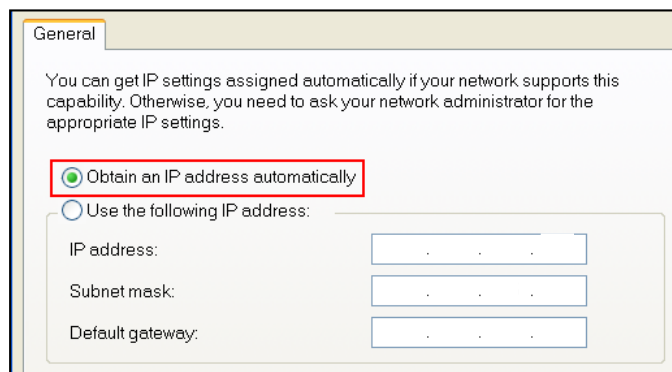 General
You can get IP settings assigned automatically if your network supports this
capability. Otherwise, you need to ask your network administrator for the
appropriate IP settings.
Obtain an IP address automatically
Use the following IP address:
IP address:
Subnet mask:
Default gateway: